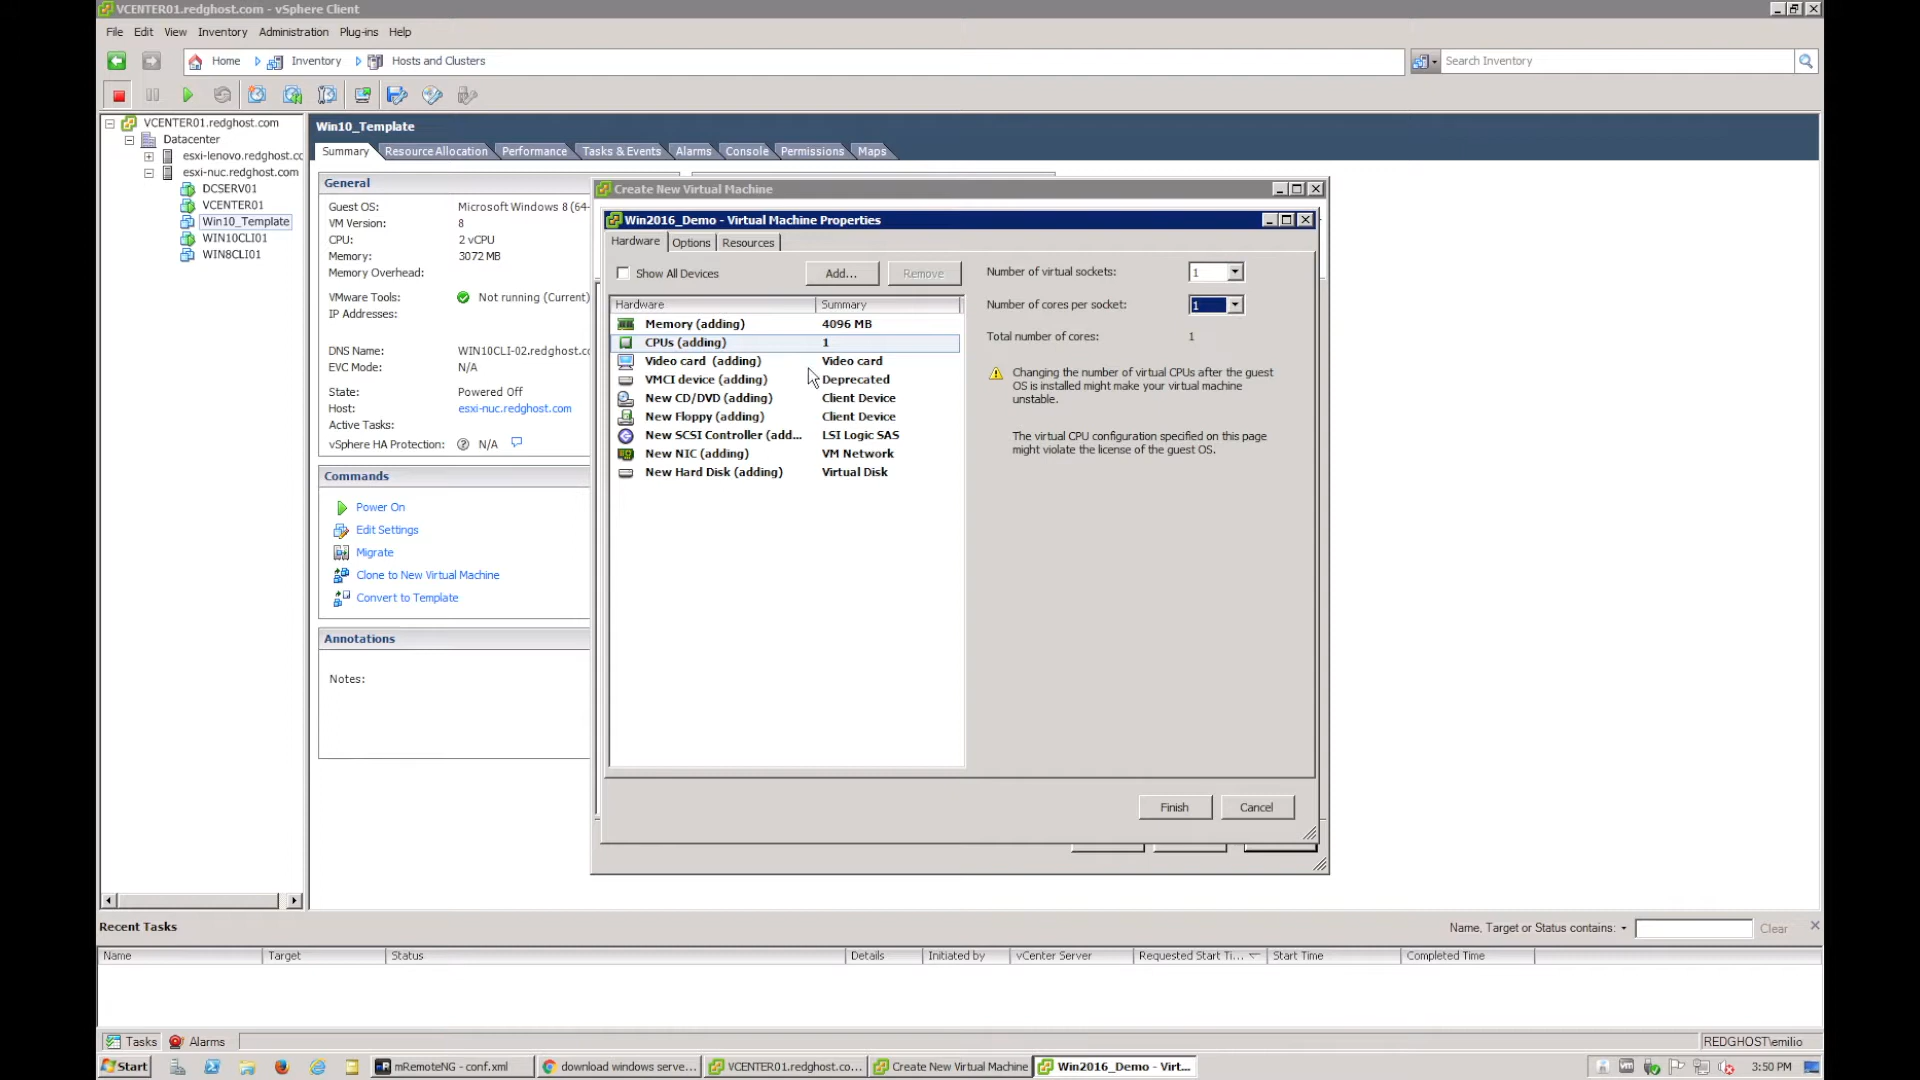 VCENTER01.redghost.com - vSphere Client
File Edit View Inventory Administration Plug-ins Help
Home Inventory Hosts and Clusters
Search Inventory
VCENTER01.redghost.com
Datacenter
esxi-lenovo.redghost.cc
esxi-nuc.redghost.com
DCSERV01
VCENTER01
Win10_Template
WIN10CLI01
WIN8CLI01
Win10_Template
Summary Resource Allocation Performance Tasks & Events Alarms Console Permissions Maps
General
Guest OS: Microsoft Windows 8 (64-
VM Version: 8
CPU: 2 vCPU
Memory: 3072 MB
Memory Overhead:
VMware Tools: Not running (Current)
IP Addresses:
DNS Name: WIN10CLI-02.redghost.cc
EVC Mode: N/A
State: Powered Off
Host: esxi-nuc.redghost.com
Active Tasks:
vSphere HA Protection: N/A
Commands
Power On
Edit Settings
Migrate
Clone to New Virtual Machine
Convert to Template
Annotations
Notes:
Create New Virtual Machine
Win2016_Demo - Virtual Machine Properties
Hardware Options Resources
Show All Devices Add... Remove
Hardware Summary
Memory (adding) 4096 MB
CPUs (adding) 1
Video card (adding) Video card
VMCI device (adding) Deprecated
New CD/DVD (adding) Client Device
New Floppy (adding) Client Device
New SCSI Controller (add... LSI Logic SAS
New NIC (adding) VM Network
New Hard Disk (adding) Virtual Disk
Number of virtual sockets: 1
Number of cores per socket: 1
Total number of cores: 1
Changing the number of virtual CPUs after the guest
OS is installed might make your virtual machine
unstable.
The virtual CPU configuration specified on this page
might violate the license of the guest OS.
Finish Cancel
Recent Tasks
Name, Target or Status contains: Clear
Name Target Status Details Initiated by vCenter Server Requested Start Ti... Start Time Completed Time
Tasks Alarms
REDGHOST\emilio
Start mRemoteNG - conf.xml download windows serve... VCENTER01.redghost.co... Create New Virtual Machine Win2016_Demo - Virt... 3:50 PM